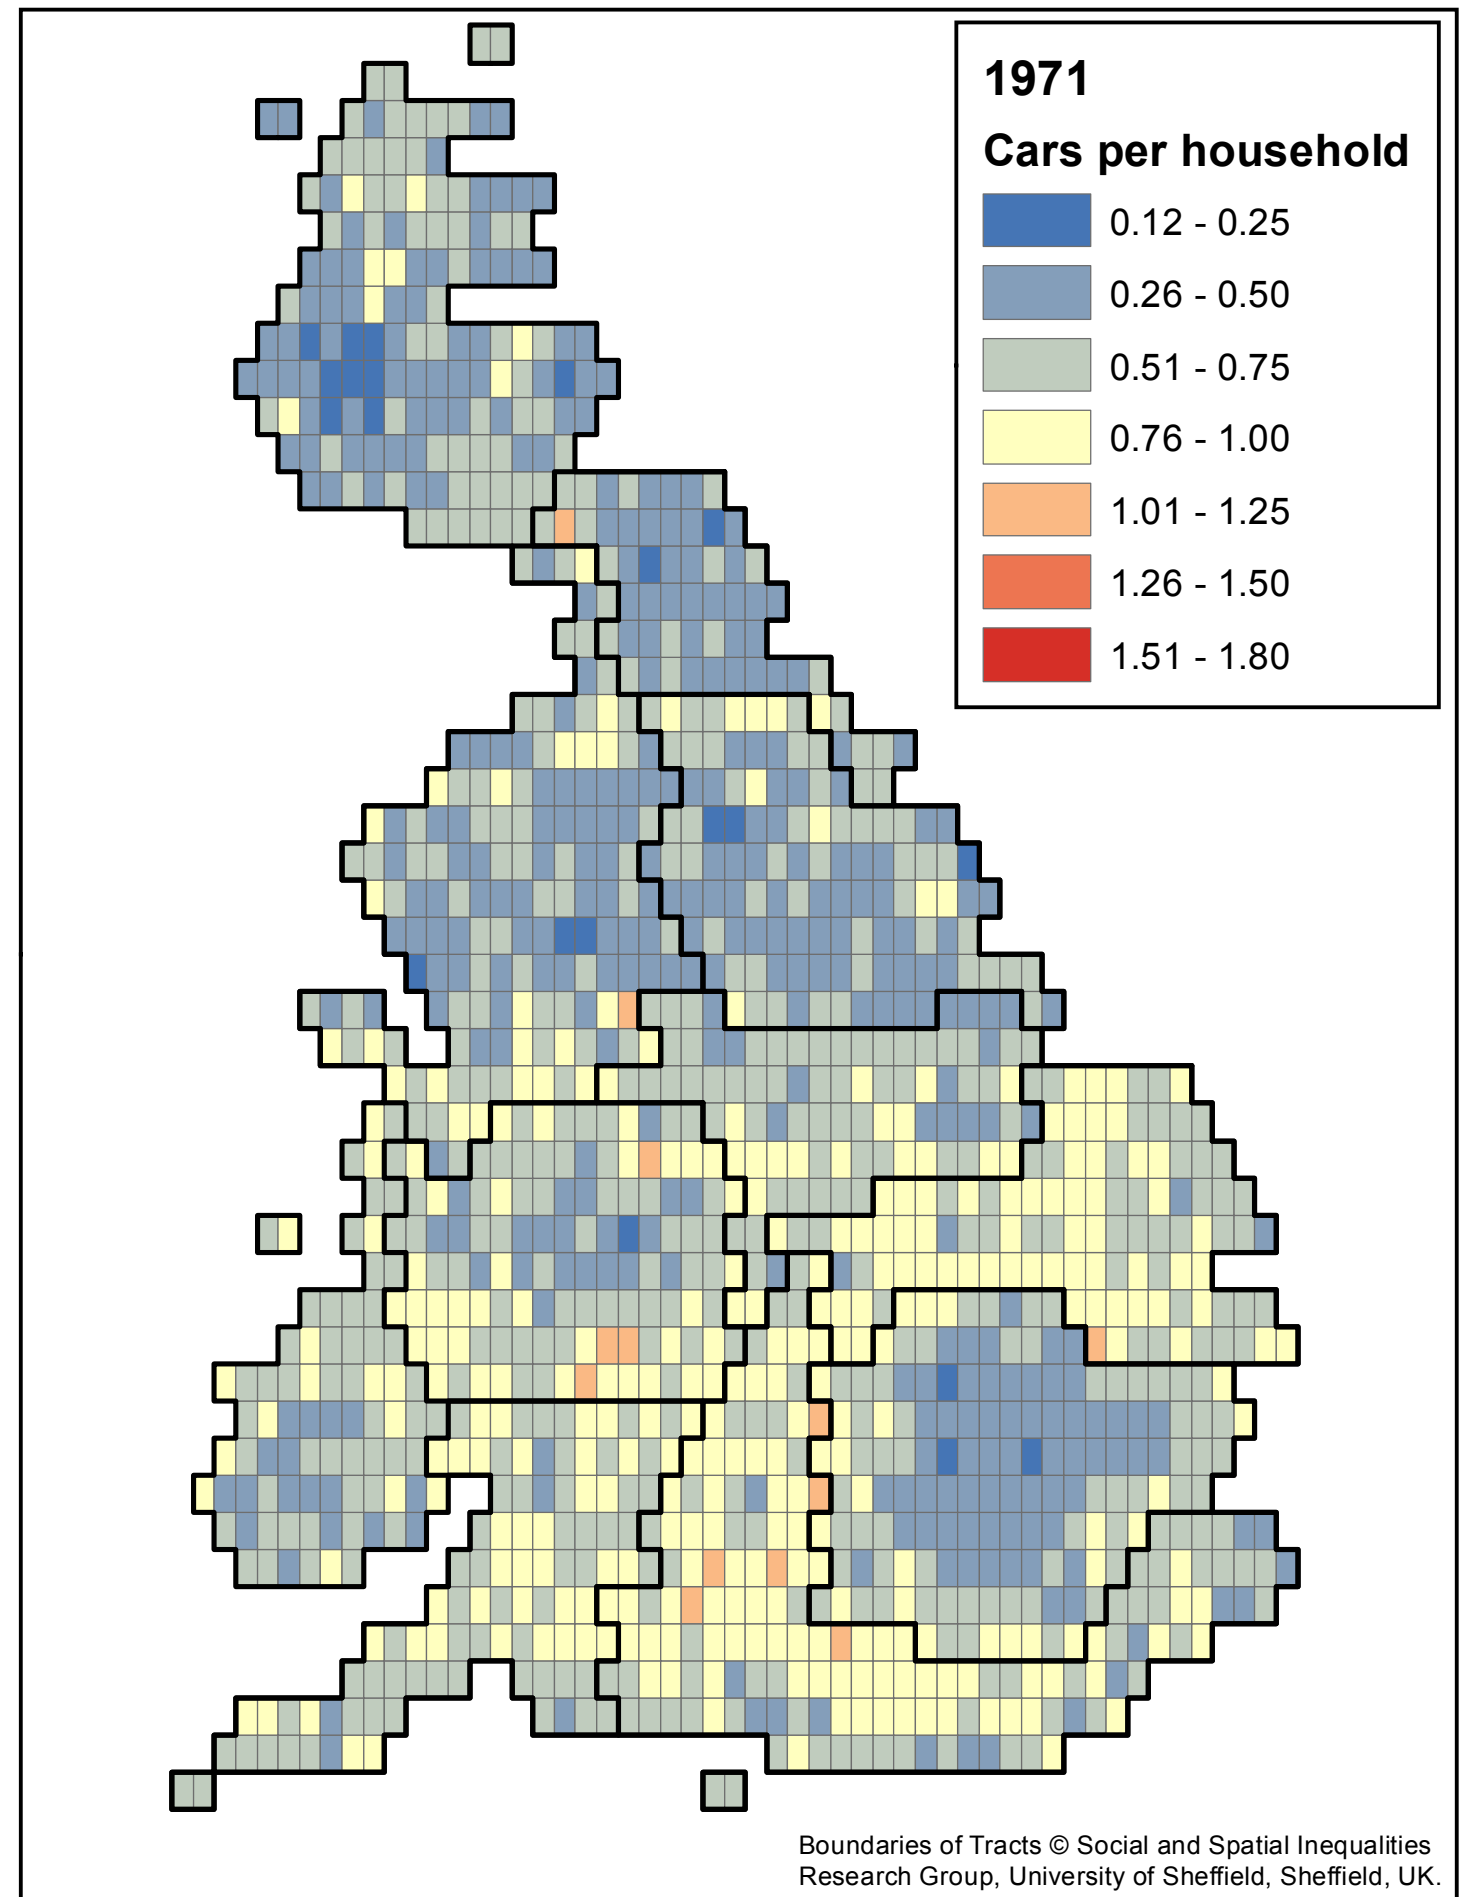 1971
Cars per household
0.12 - 0.25
0.26 - 0.50
0.51 - 0.75
0.76 - 1.00
1.01 - 1.25
1.26 - 1.50
1.51 - 1.80
Boundaries of Tracts © Social and Spatial Inequalities
Research Group, University of Sheffield, Sheffield, UK.